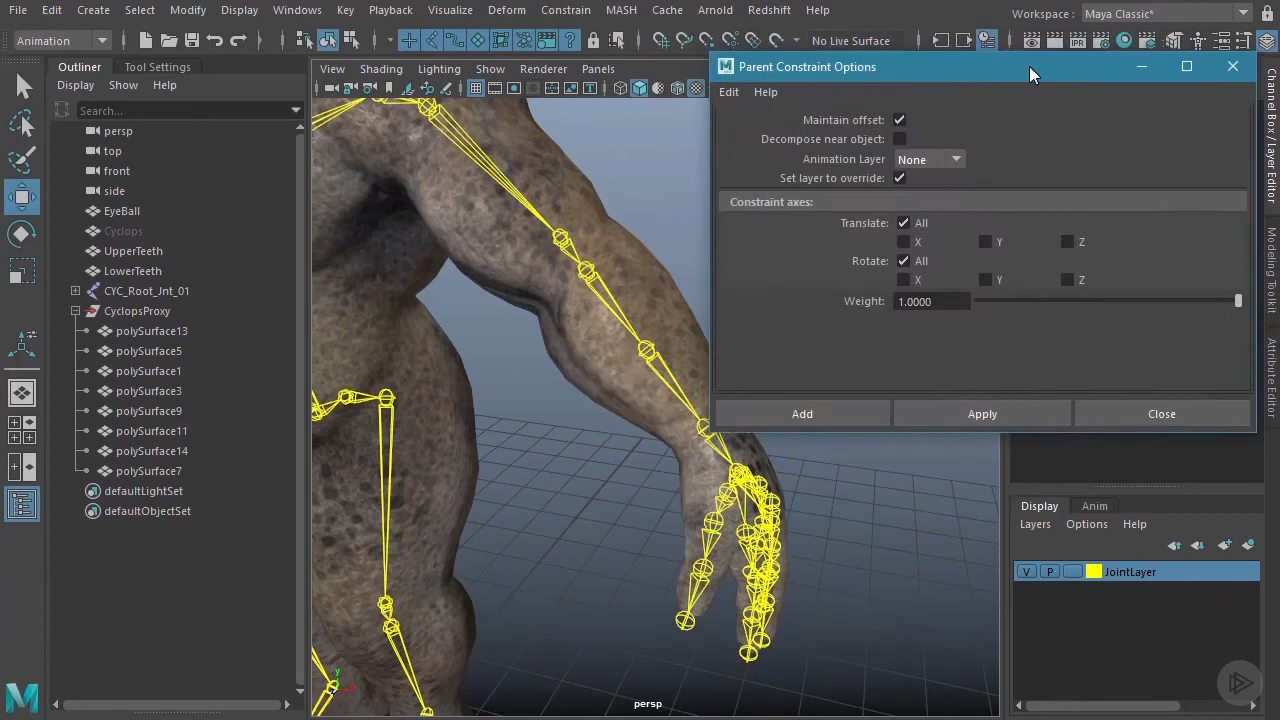 File Edit Create Select Modify Display Windows Key Playback Visualize Deform Constrain MASH Cache Arnold Redshift Help
Workspace : Maya Classic*
Animation
No Live Surface
IPR
Outliner Tool Settings
Display Show Help
Search...
persp
top
front
side
EyeBall
Cyclops
UpperTeeth
LowerTeeth
CYC_Root_Jnt_01
CyclopsProxy
polySurface13
polySurface5
polySurface1
polySurface3
polySurface9
polySurface11
polySurface14
polySurface7
defaultLightSet
defaultObjectSet
View Shading Lighting Show Renderer Panels
y
persp
Parent Constraint Options
Edit Help
Maintain offset:
Decompose near object:
Animation Layer None
Set layer to override:
Constraint axes:
Translate: All
X Y Z
Rotate: All
X Y Z
Weight: 1.0000
Add Apply Close
Display Anim
Layers Options Help
V P JointLayer
Channel Box / Layer Editor
Modeling Toolkit
Attribute Editor